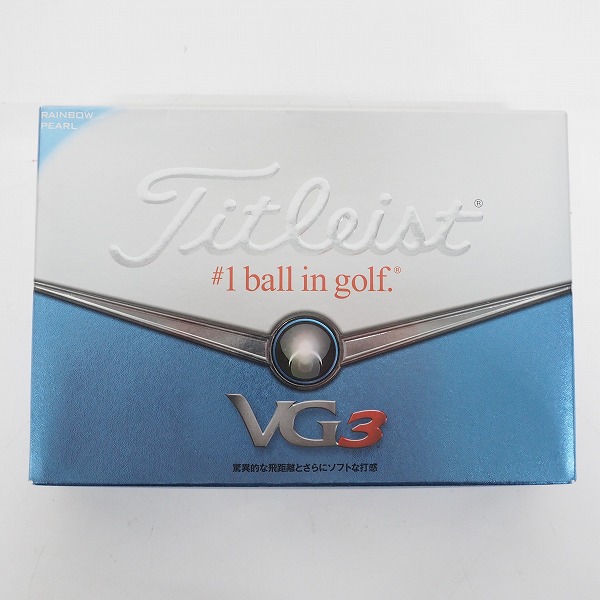 RAINBOW
PEARL
Titleist®
#1 ball in golf.®
VG3
驚異的な飛距離とさらにソフトな打感